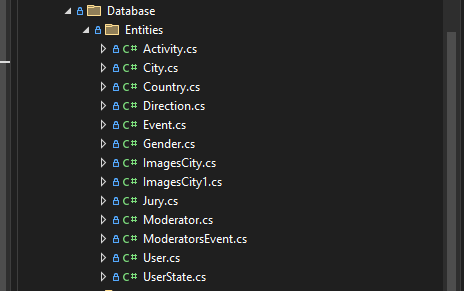 Database
Entities
C# Activity.cs
C# City.cs
C# Country.cs
C# Direction.cs
C# Event.cs
C# Gender.cs
C# ImagesCity.cs
C# ImagesCity1.cs
C# Jury.cs
C# Moderator.cs
C# ModeratorsEvent.cs
C# User.cs
C# UserState.cs